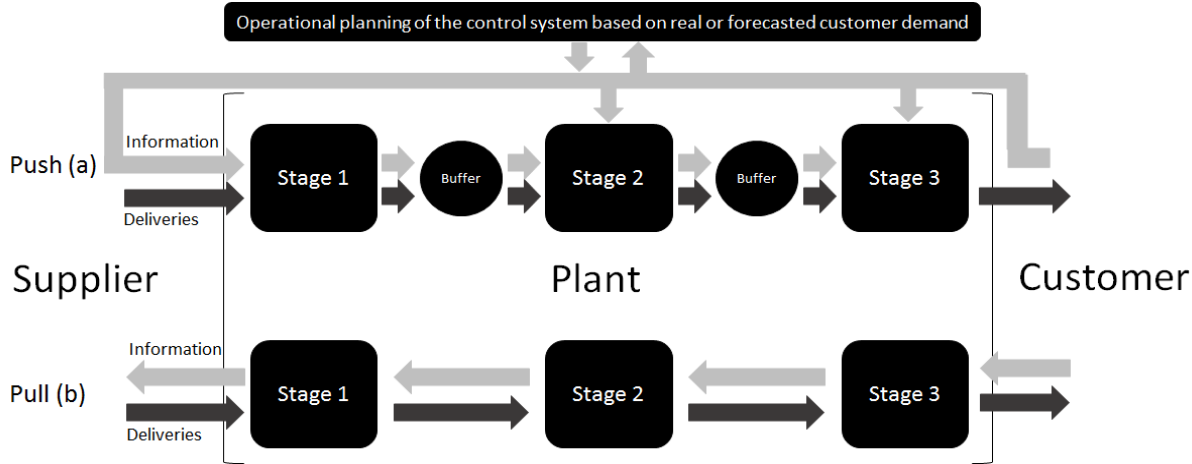 Operational planning of the control system based on real or forecasted customer demand
Information
Push (a)
Stage 1
Buffer
Stage 2
Buffer
Stage 3
Deliveries
Supplier
Plant
Customer
Information
Pull (b)
Stage 1
Stage 2
Stage 3
Deliveries